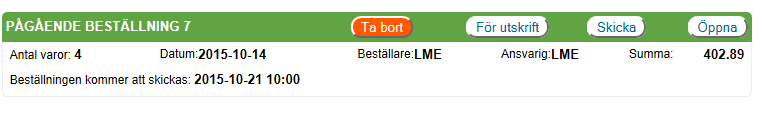 PÅGÅENDE BESTÄLLNING 7 Ta bort För utskrift Skicka Öppna
Antal varor: 4 Datum:2015-10-14 Beställare:LME Ansvarig:LME Summa: 402.89
Beställningen kommer att skickas: 2015-10-21 10:00